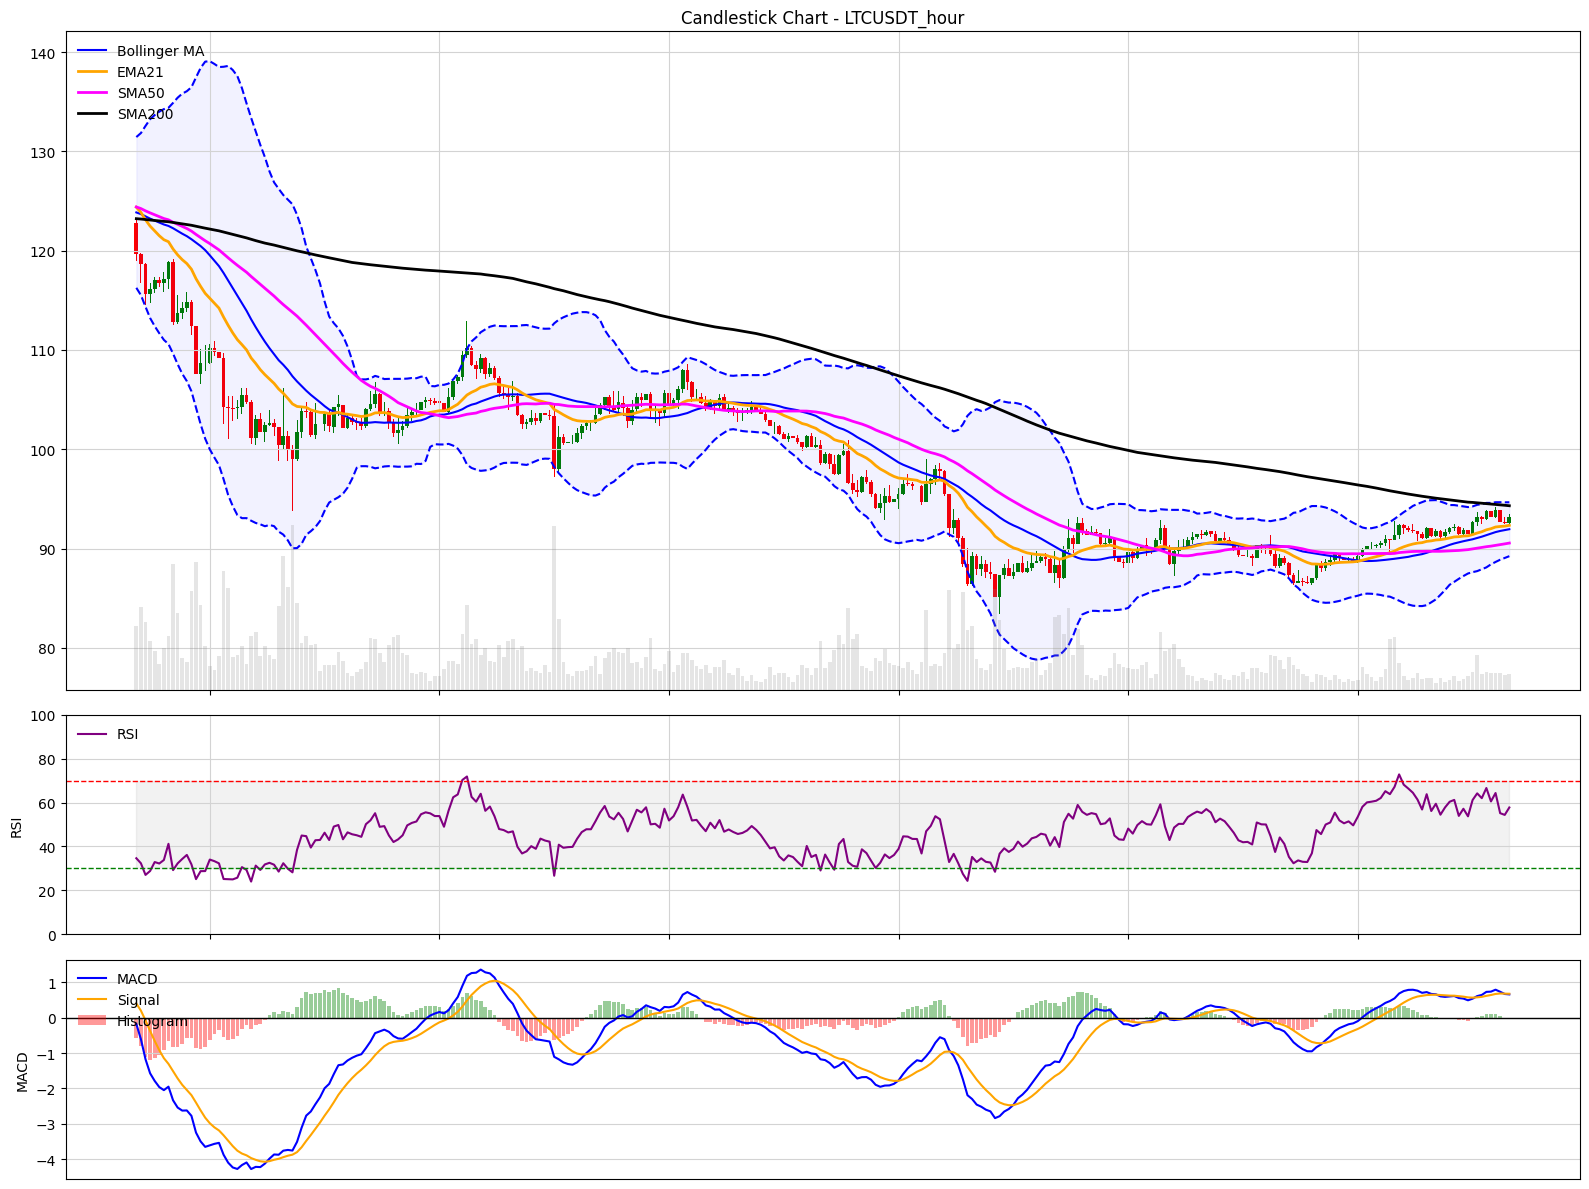 Candlestick Chart - LTCUSDT_hour
140
130
120
110
100
90
80
Bollinger MA
EMA21
SMA50
SMA200
100
80
60
40
20
0
RSI
RSI
1
0
−1
−2
−3
−4
MACD
MACD
Signal
Histogram